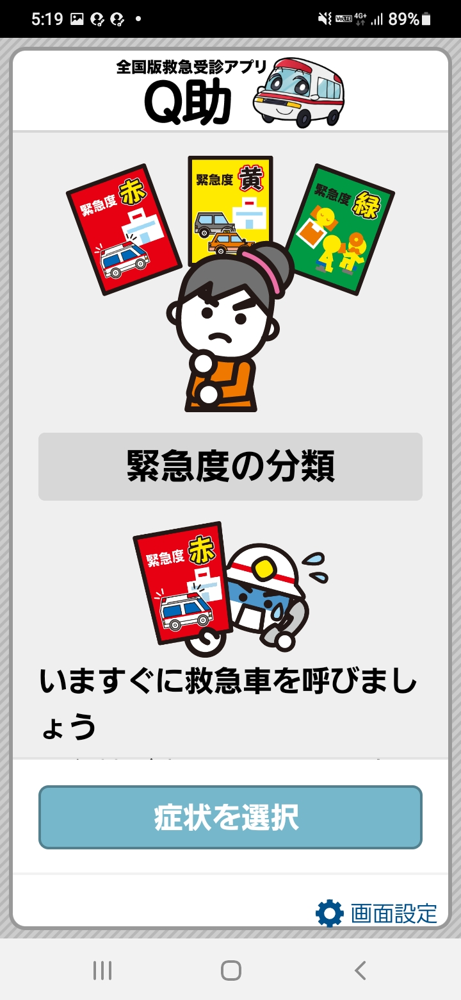 5:19
VoLTE 4G+ 89%
全国版救急受診アプリ
Q助
緊急度 赤
緊急度 黄
緊急度 緑
緊急度の分類
緊急度 赤
いますぐに救急車を呼びまし
ょう
症状を選択
画面設定